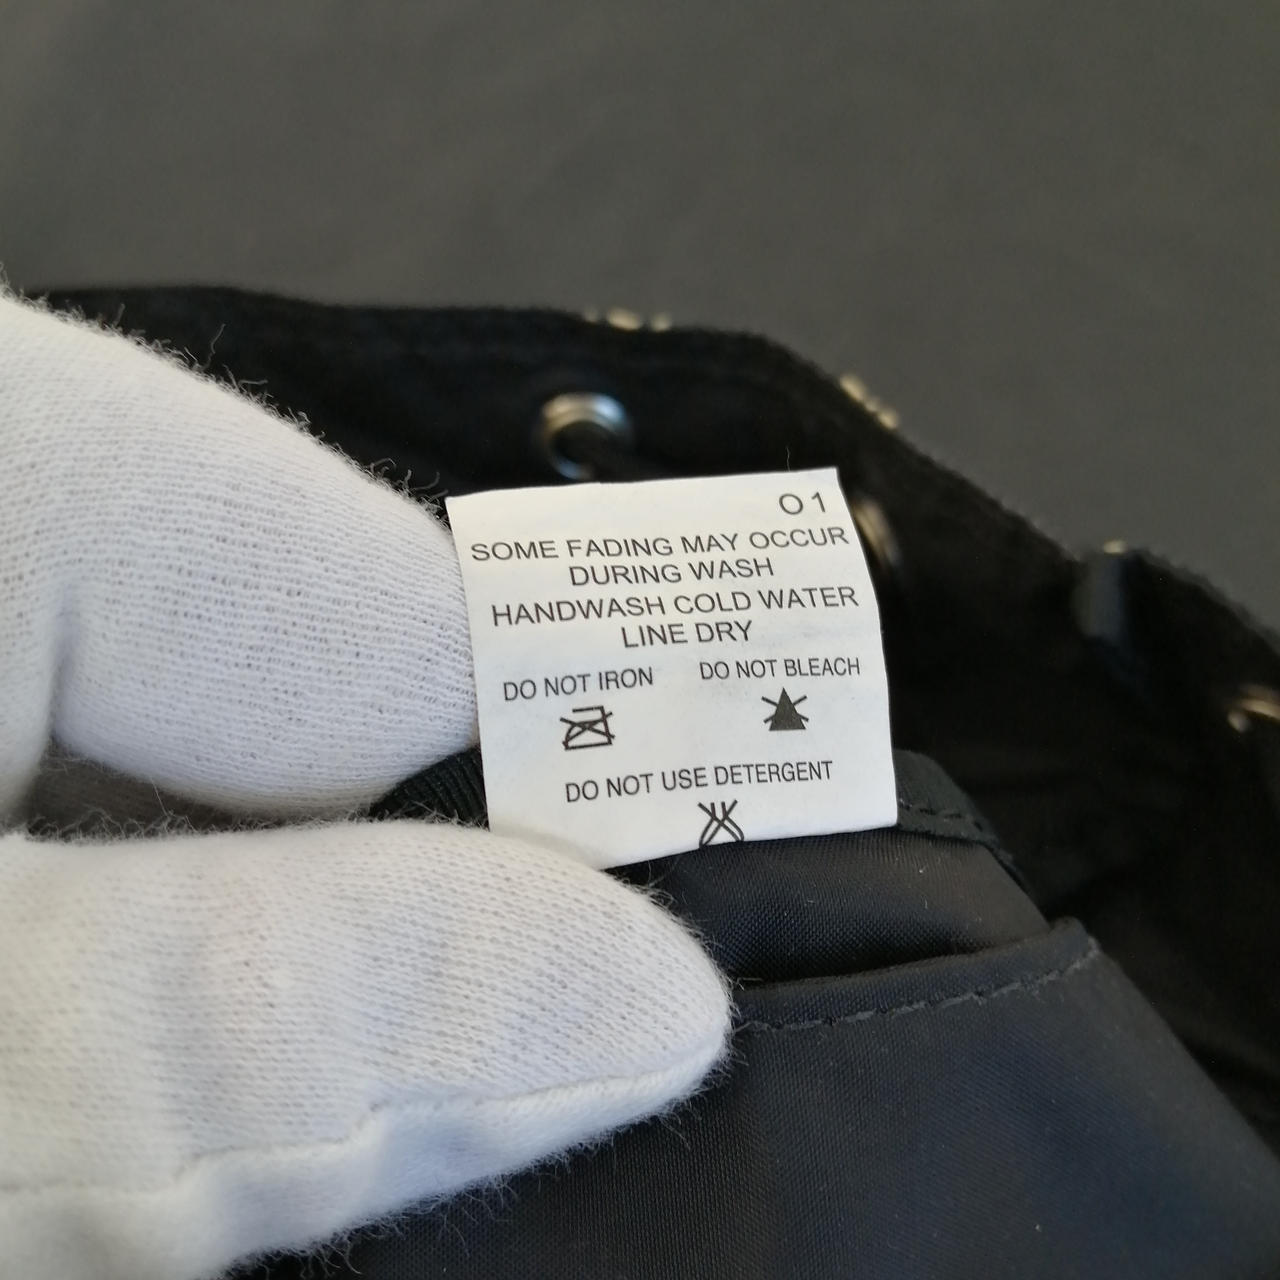 01
SOME FADING MAY OCCUR
DURING WASH
HANDWASH COLD WATER
LINE DRY
DO NOT IRON DO NOT BLEACH
DO NOT USE DETERGENT